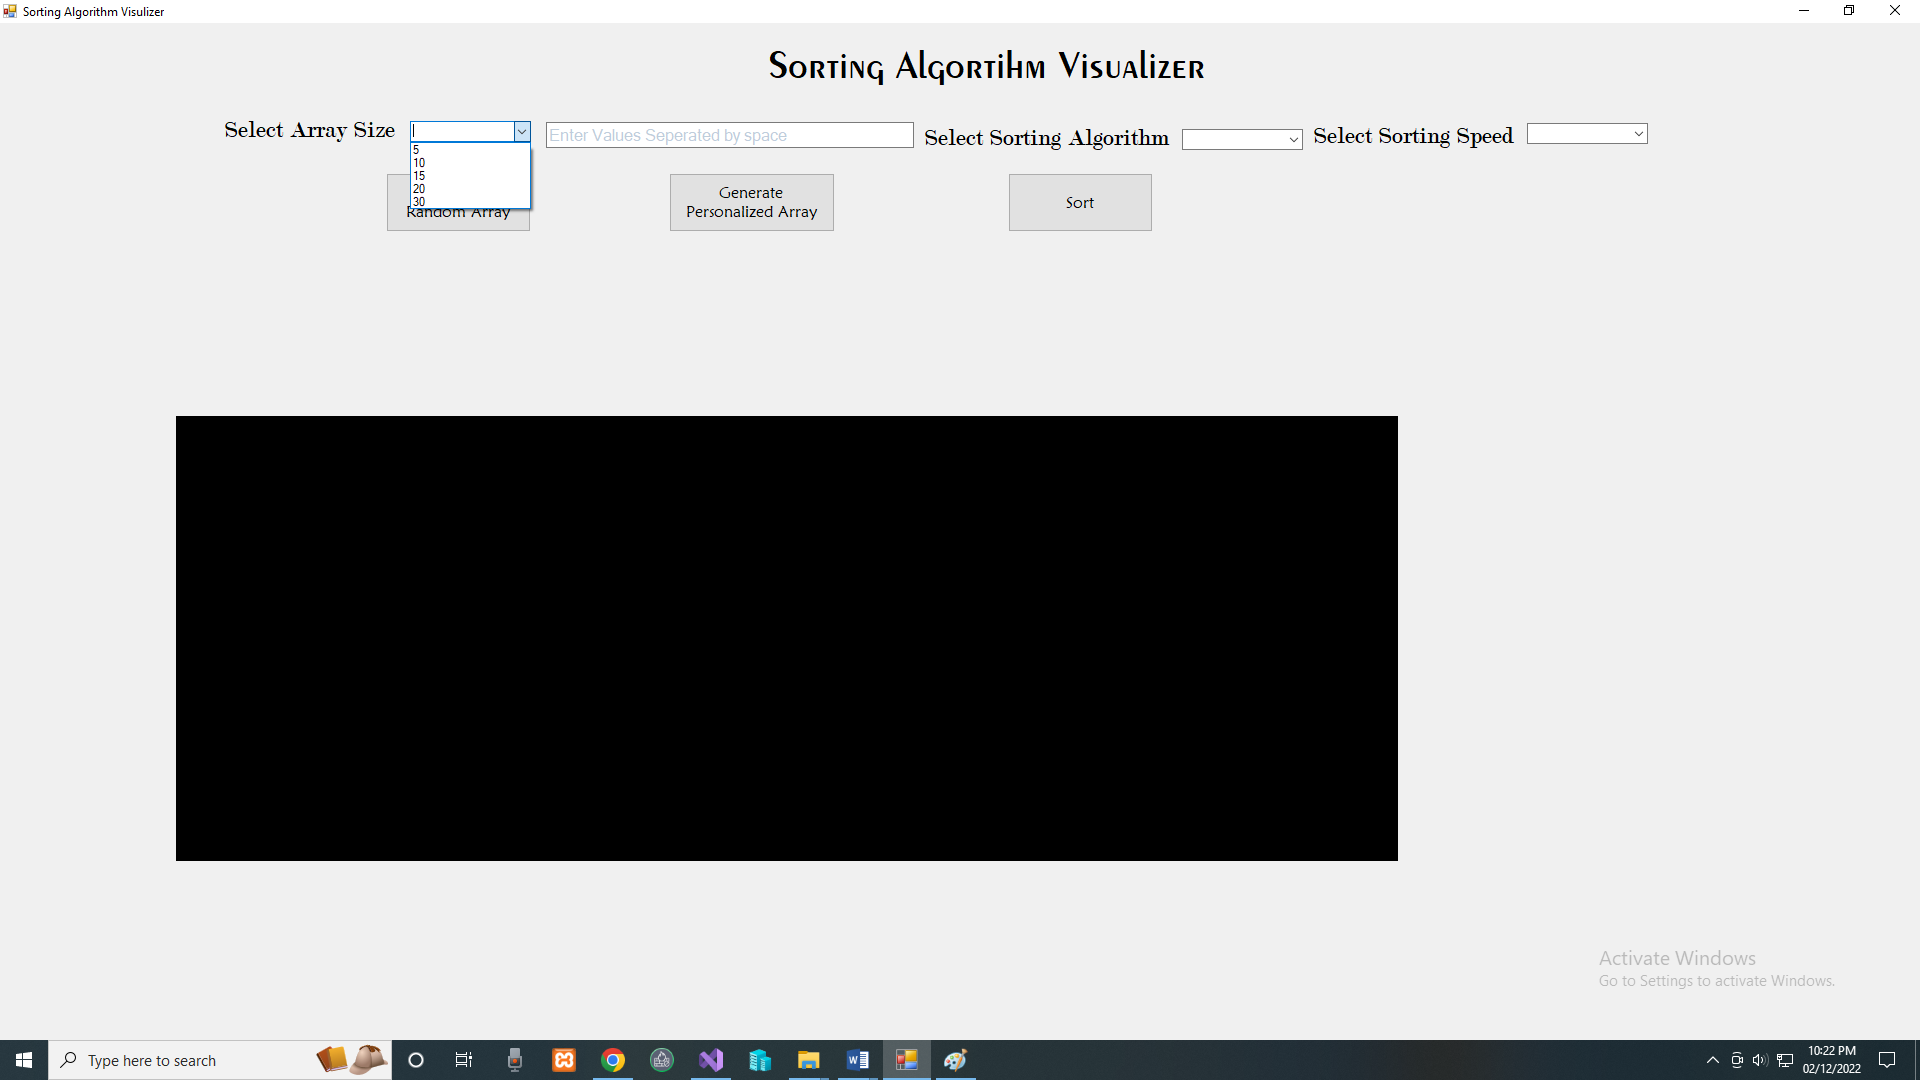 Sorting Algorithm Visulizer
Sorting Algortihm Visualizer
Select Array Size
Enter Values Seperated by space
Select Sorting Algorithm
Select Sorting Speed
5
10
15
20
30
Random Array
Generate
Personalized Array
Sort
Activate Windows
Go to Settings to activate Windows.
Type here to search
10:22 PM
02/12/2022